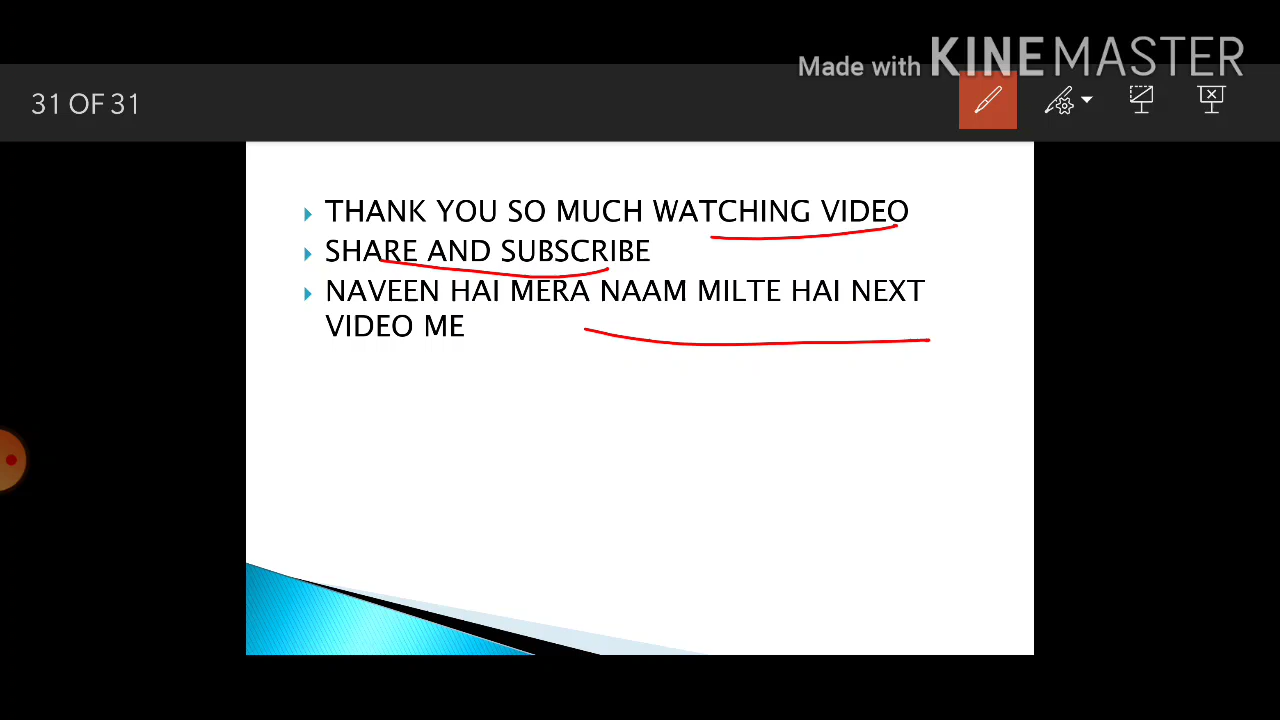 Made with KINEMASTER
31 OF 31
THANK YOU SO MUCH WATCHING VIDEO
SHARE AND SUBSCRIBE
NAVEEN HAI MERA NAAM MILTE HAI NEXT
VIDEO ME